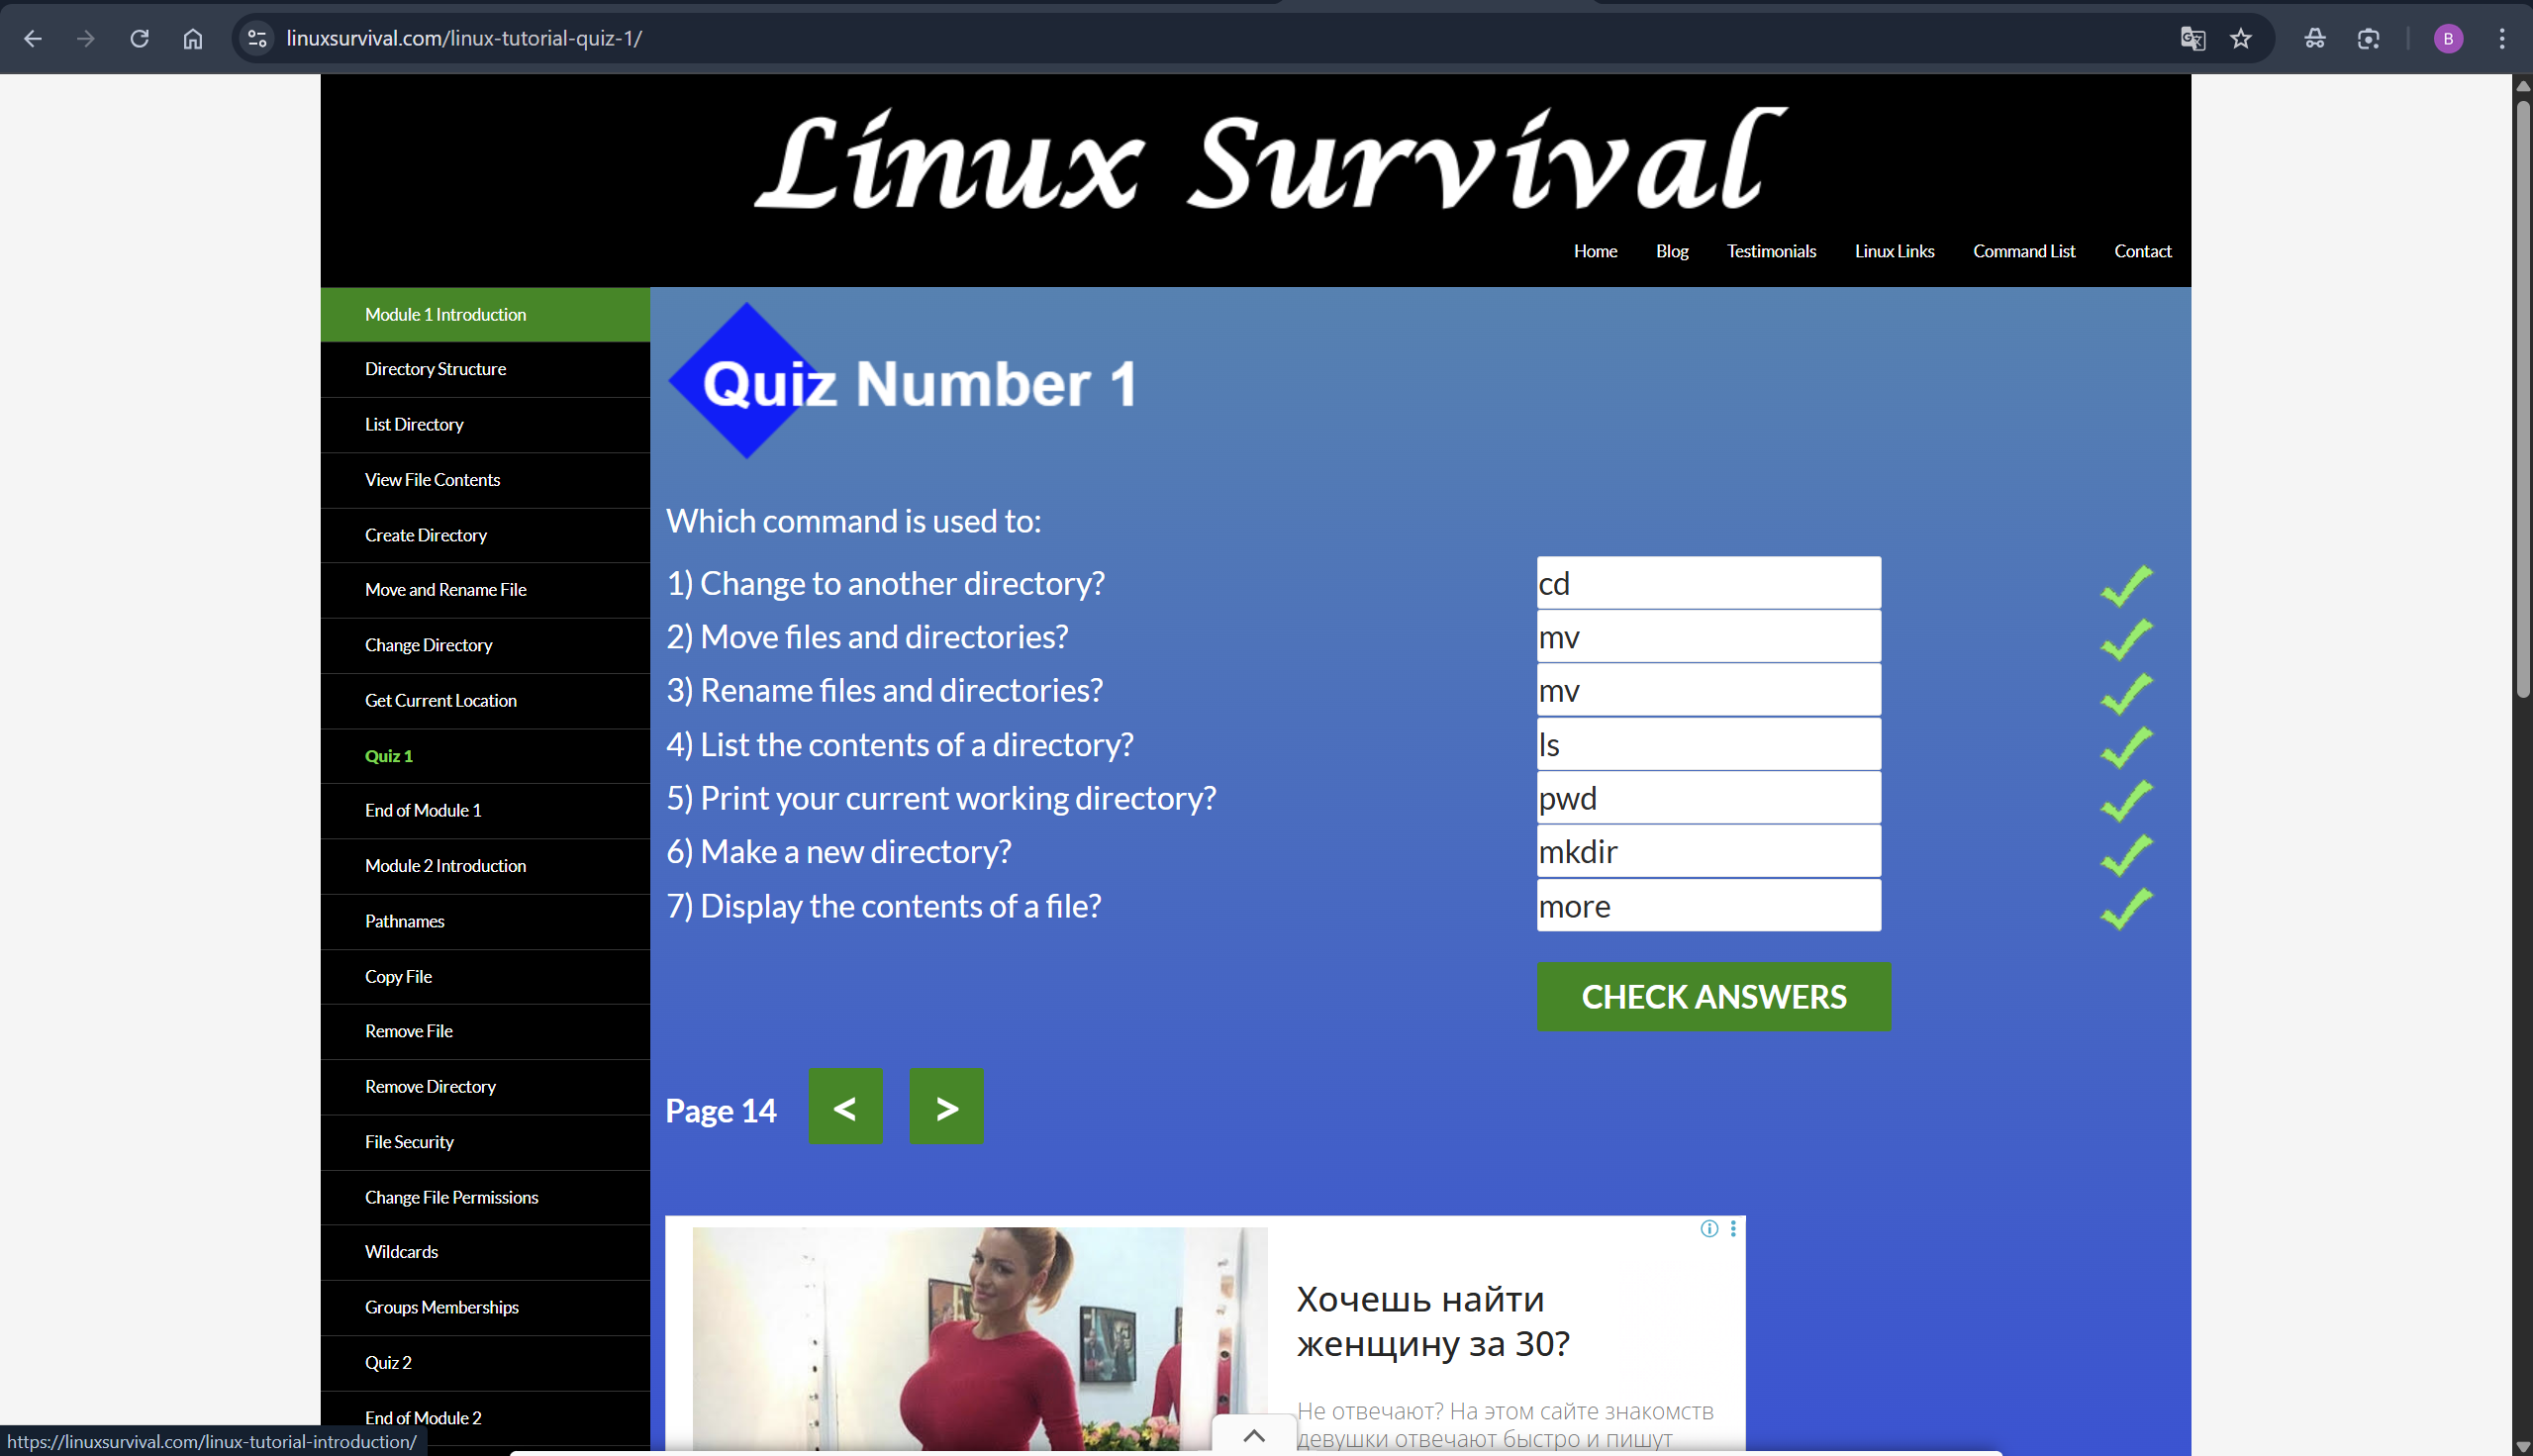 linuxsurvival.com/linux-tutorial-quiz-1/
B
Linux Survival
Home Blog Testimonials Linux Links Command List Contact
Module 1 Introduction
Directory Structure
List Directory
View File Contents
Create Directory
Move and Rename File
Change Directory
Get Current Location
Quiz 1
End of Module 1
Module 2 Introduction
Pathnames
Copy File
Remove File
Remove Directory
File Security
Change File Permissions
Wildcards
Groups Memberships
Quiz 2
End of Module 2
Quiz Number 1
Which command is used to:
1) Change to another directory? cd
2) Move files and directories? mv
3) Rename files and directories? mv
4) List the contents of a directory? ls
5) Print your current working directory? pwd
6) Make a new directory? mkdir
7) Display the contents of a file? more
CHECK ANSWERS
Page 14 < >
Хочешь найти
женщину за 30?
Не отвечают? На этом сайте знакомств
девушки отвечают быстро и пишут
https://linuxsurvival.com/linux-tutorial-introduction/